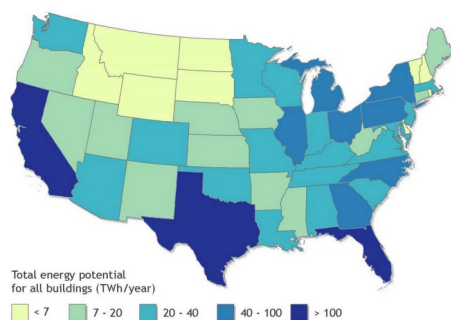 Total energy potential
for all buildings (TWh/year)
< 7
7 - 20
20 - 40
40 - 100
> 100